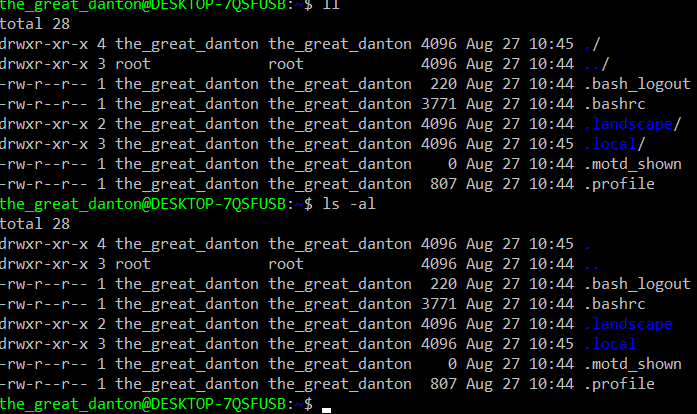 the_great_danton@DESKTOP-7QSFUSB:~$ ll
total 28
drwxr-xr-x 4 the_great_danton the_great_danton 4096 Aug 27 10:45 ./
drwxr-xr-x 3 root             root             4096 Aug 27 10:44 ../
-rw-r--r-- 1 the_great_danton the_great_danton  220 Aug 27 10:44 .bash_logout
-rw-r--r-- 1 the_great_danton the_great_danton 3771 Aug 27 10:44 .bashrc
drwxr-xr-x 2 the_great_danton the_great_danton 4096 Aug 27 10:44 .landscape/
drwxr-xr-x 3 the_great_danton the_great_danton 4096 Aug 27 10:45 .local/
-rw-r--r-- 1 the_great_danton the_great_danton    0 Aug 27 10:44 .motd_shown
-rw-r--r-- 1 the_great_danton the_great_danton  807 Aug 27 10:44 .profile
the_great_danton@DESKTOP-7QSFUSB:~$ ls -al
total 28
drwxr-xr-x 4 the_great_danton the_great_danton 4096 Aug 27 10:45 .
drwxr-xr-x 3 root             root             4096 Aug 27 10:44 ..
-rw-r--r-- 1 the_great_danton the_great_danton  220 Aug 27 10:44 .bash_logout
-rw-r--r-- 1 the_great_danton the_great_danton 3771 Aug 27 10:44 .bashrc
drwxr-xr-x 2 the_great_danton the_great_danton 4096 Aug 27 10:44 .landscape
drwxr-xr-x 3 the_great_danton the_great_danton 4096 Aug 27 10:45 .local
-rw-r--r-- 1 the_great_danton the_great_danton    0 Aug 27 10:44 .motd_shown
-rw-r--r-- 1 the_great_danton the_great_danton  807 Aug 27 10:44 .profile
the_great_danton@DESKTOP-7QSFUSB:~$